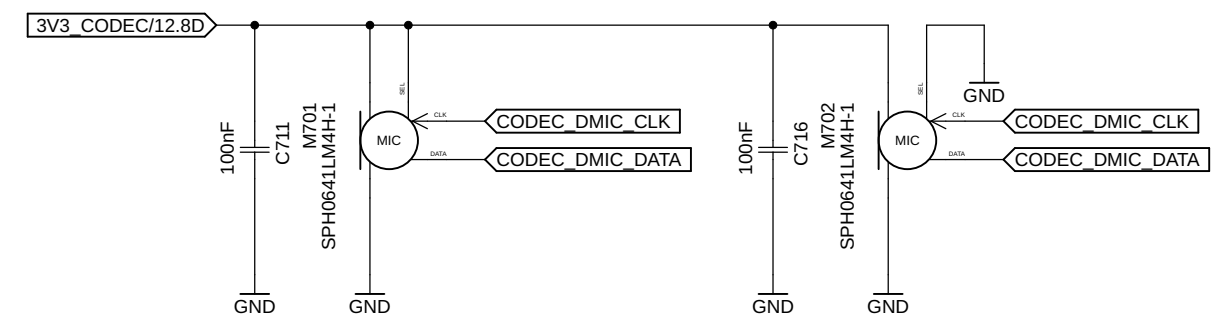 3V3_CODEC/12.8D
100nF
C711
GND
M701
SPH0641LM4H-1
MIC
SEL
CLK
DATA
CODEC_DMIC_CLK
CODEC_DMIC_DATA
GND
100nF
C716
GND
M702
SPH0641LM4H-1
MIC
SEL
GND
CLK
DATA
CODEC_DMIC_CLK
CODEC_DMIC_DATA
GND